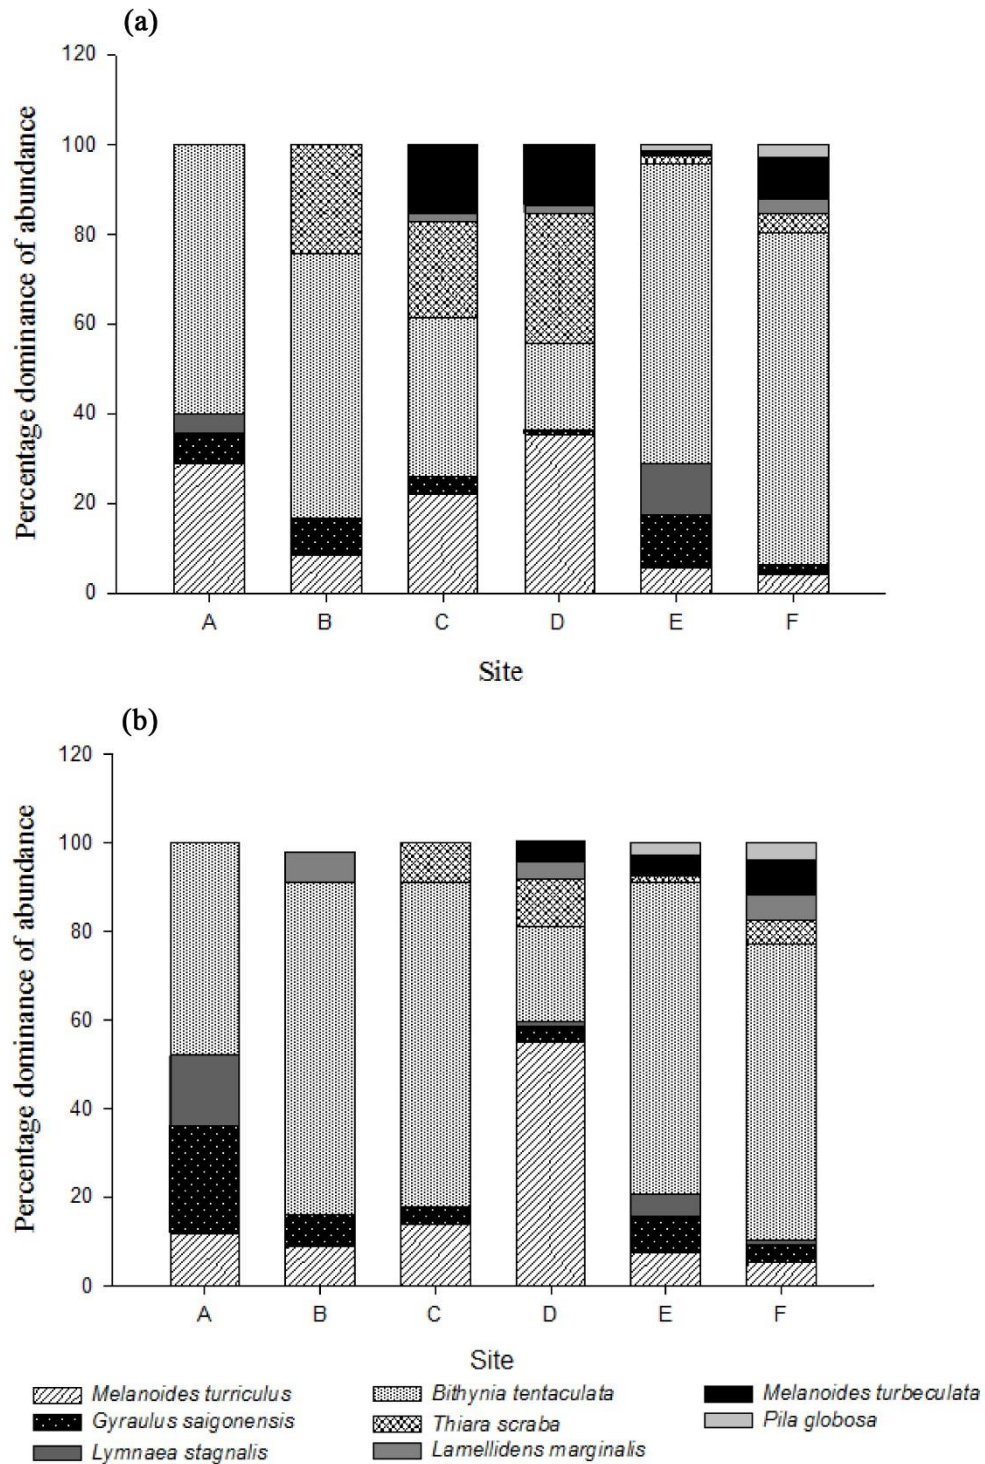 (a)
Percentage dominance of abundance
120
100
80
60
40
20
0
A B C D E F
Site
(b)
Percentage dominance of abundance
120
100
80
60
40
20
0
A B C D E F
Site
Melanoides turriculus
Gyraulus saigonensis
Lymnaea stagnalis
Bithynia tentaculata
Thiara scraba
Lamellidens marginalis
Melanoides turbeculata
Pila globosa